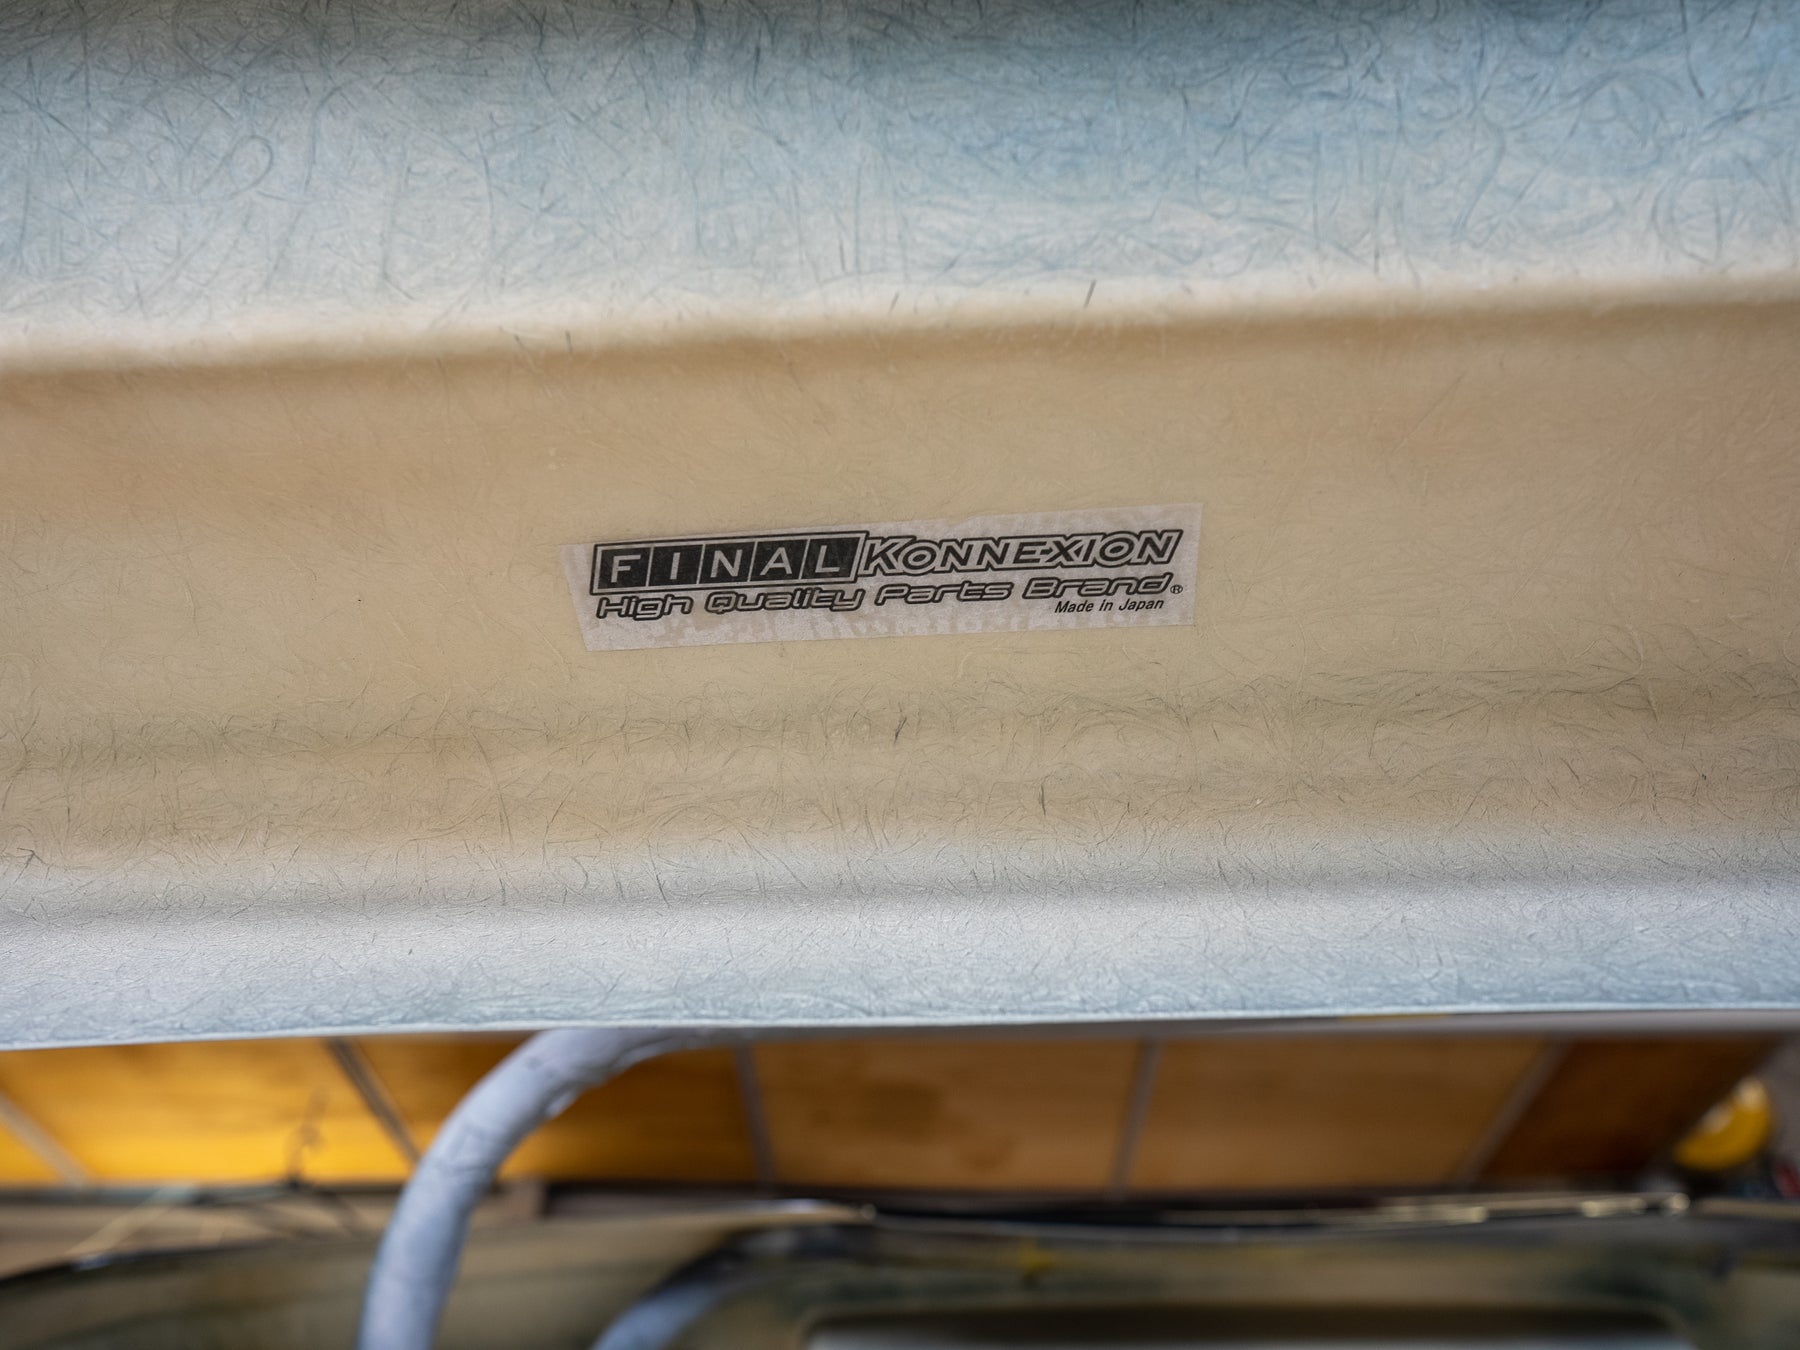 FINAL KONNEXION
High Quality Parts Brand®
Made in Japan